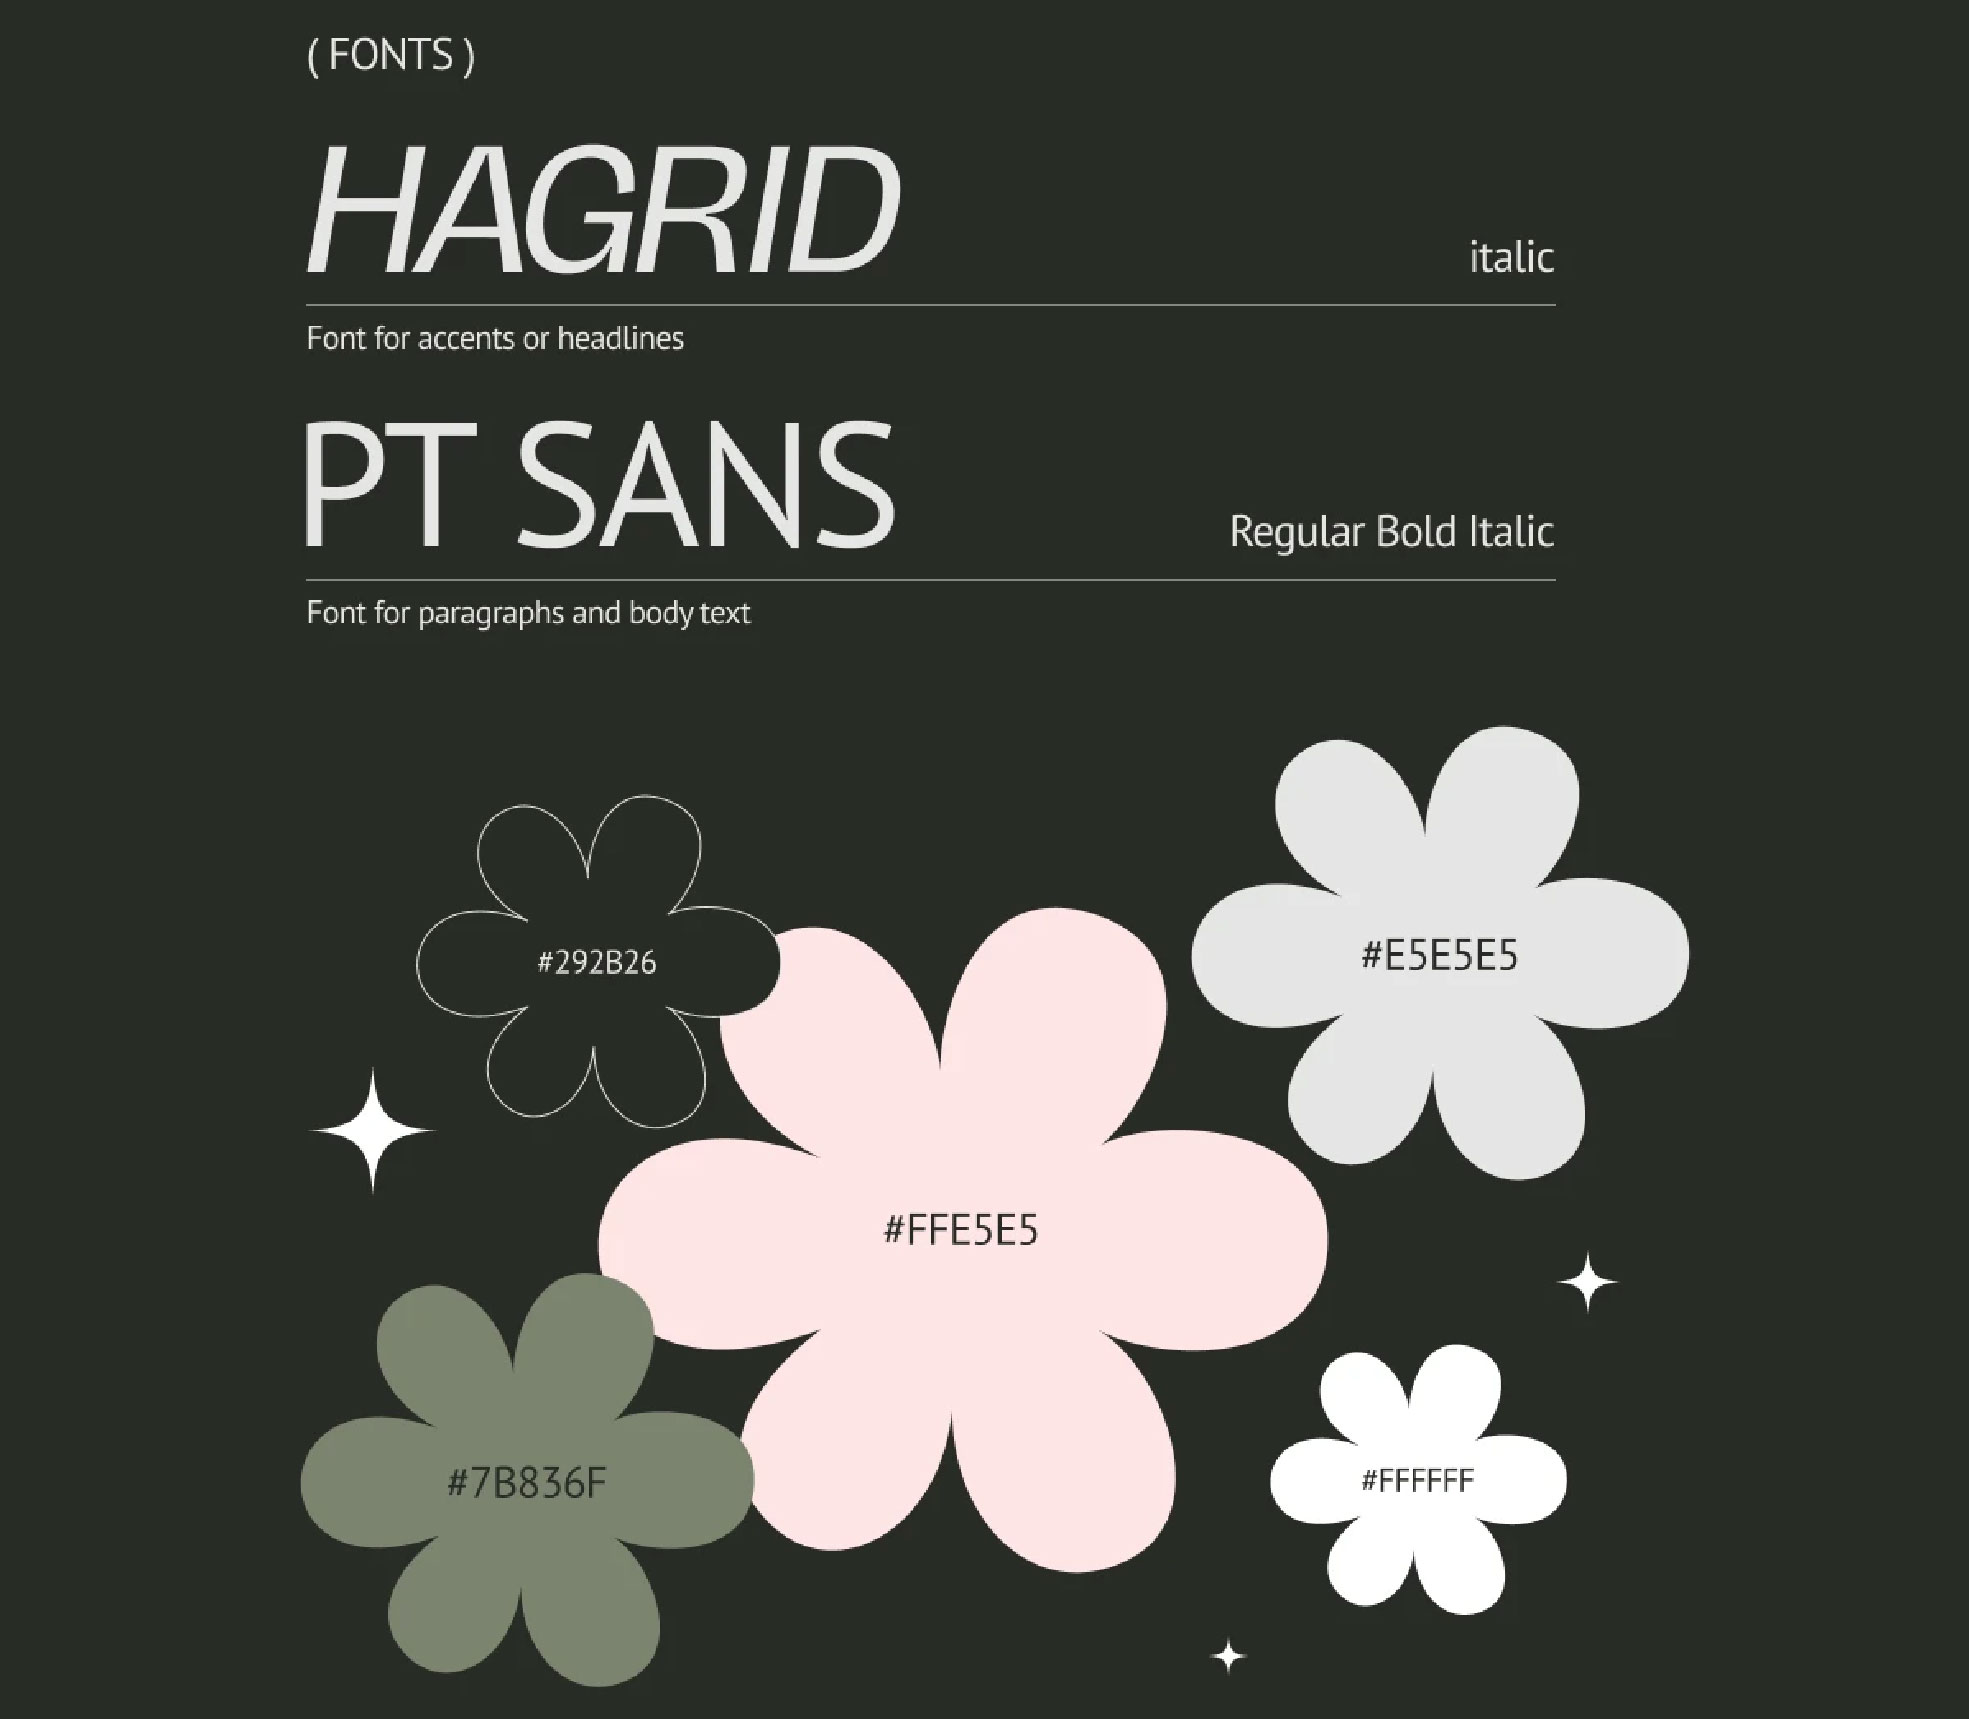 ( FONTS )
HAGRID
italic
Font for accents or headlines
PT SANS
Regular Bold Italic
Font for paragraphs and body text
#292B26
#E5E5E5
#FFE5E5
#7B836F
#FFFFFF